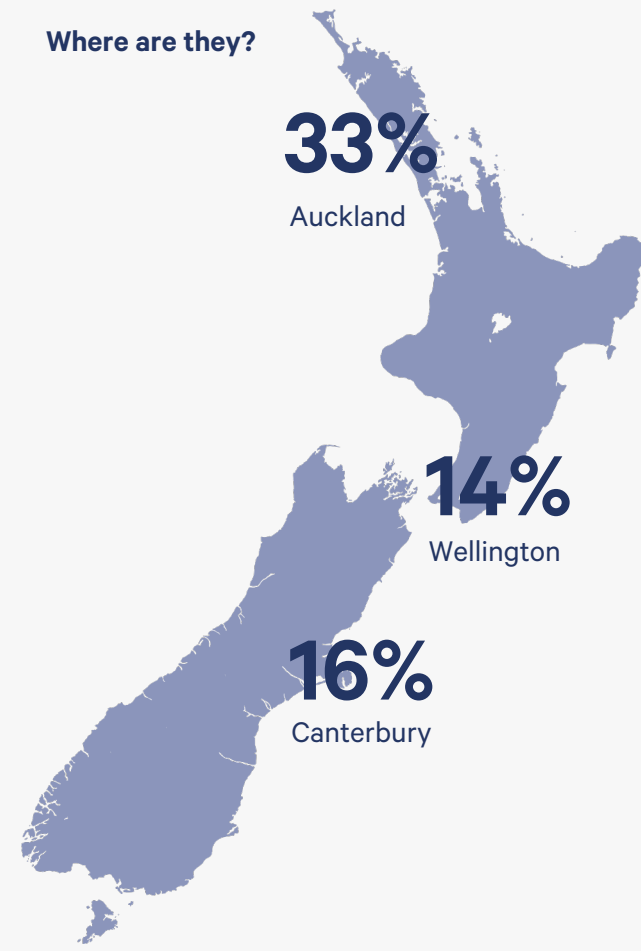 Where are they?
33%
Auckland
14%
Wellington
16%
Canterbury